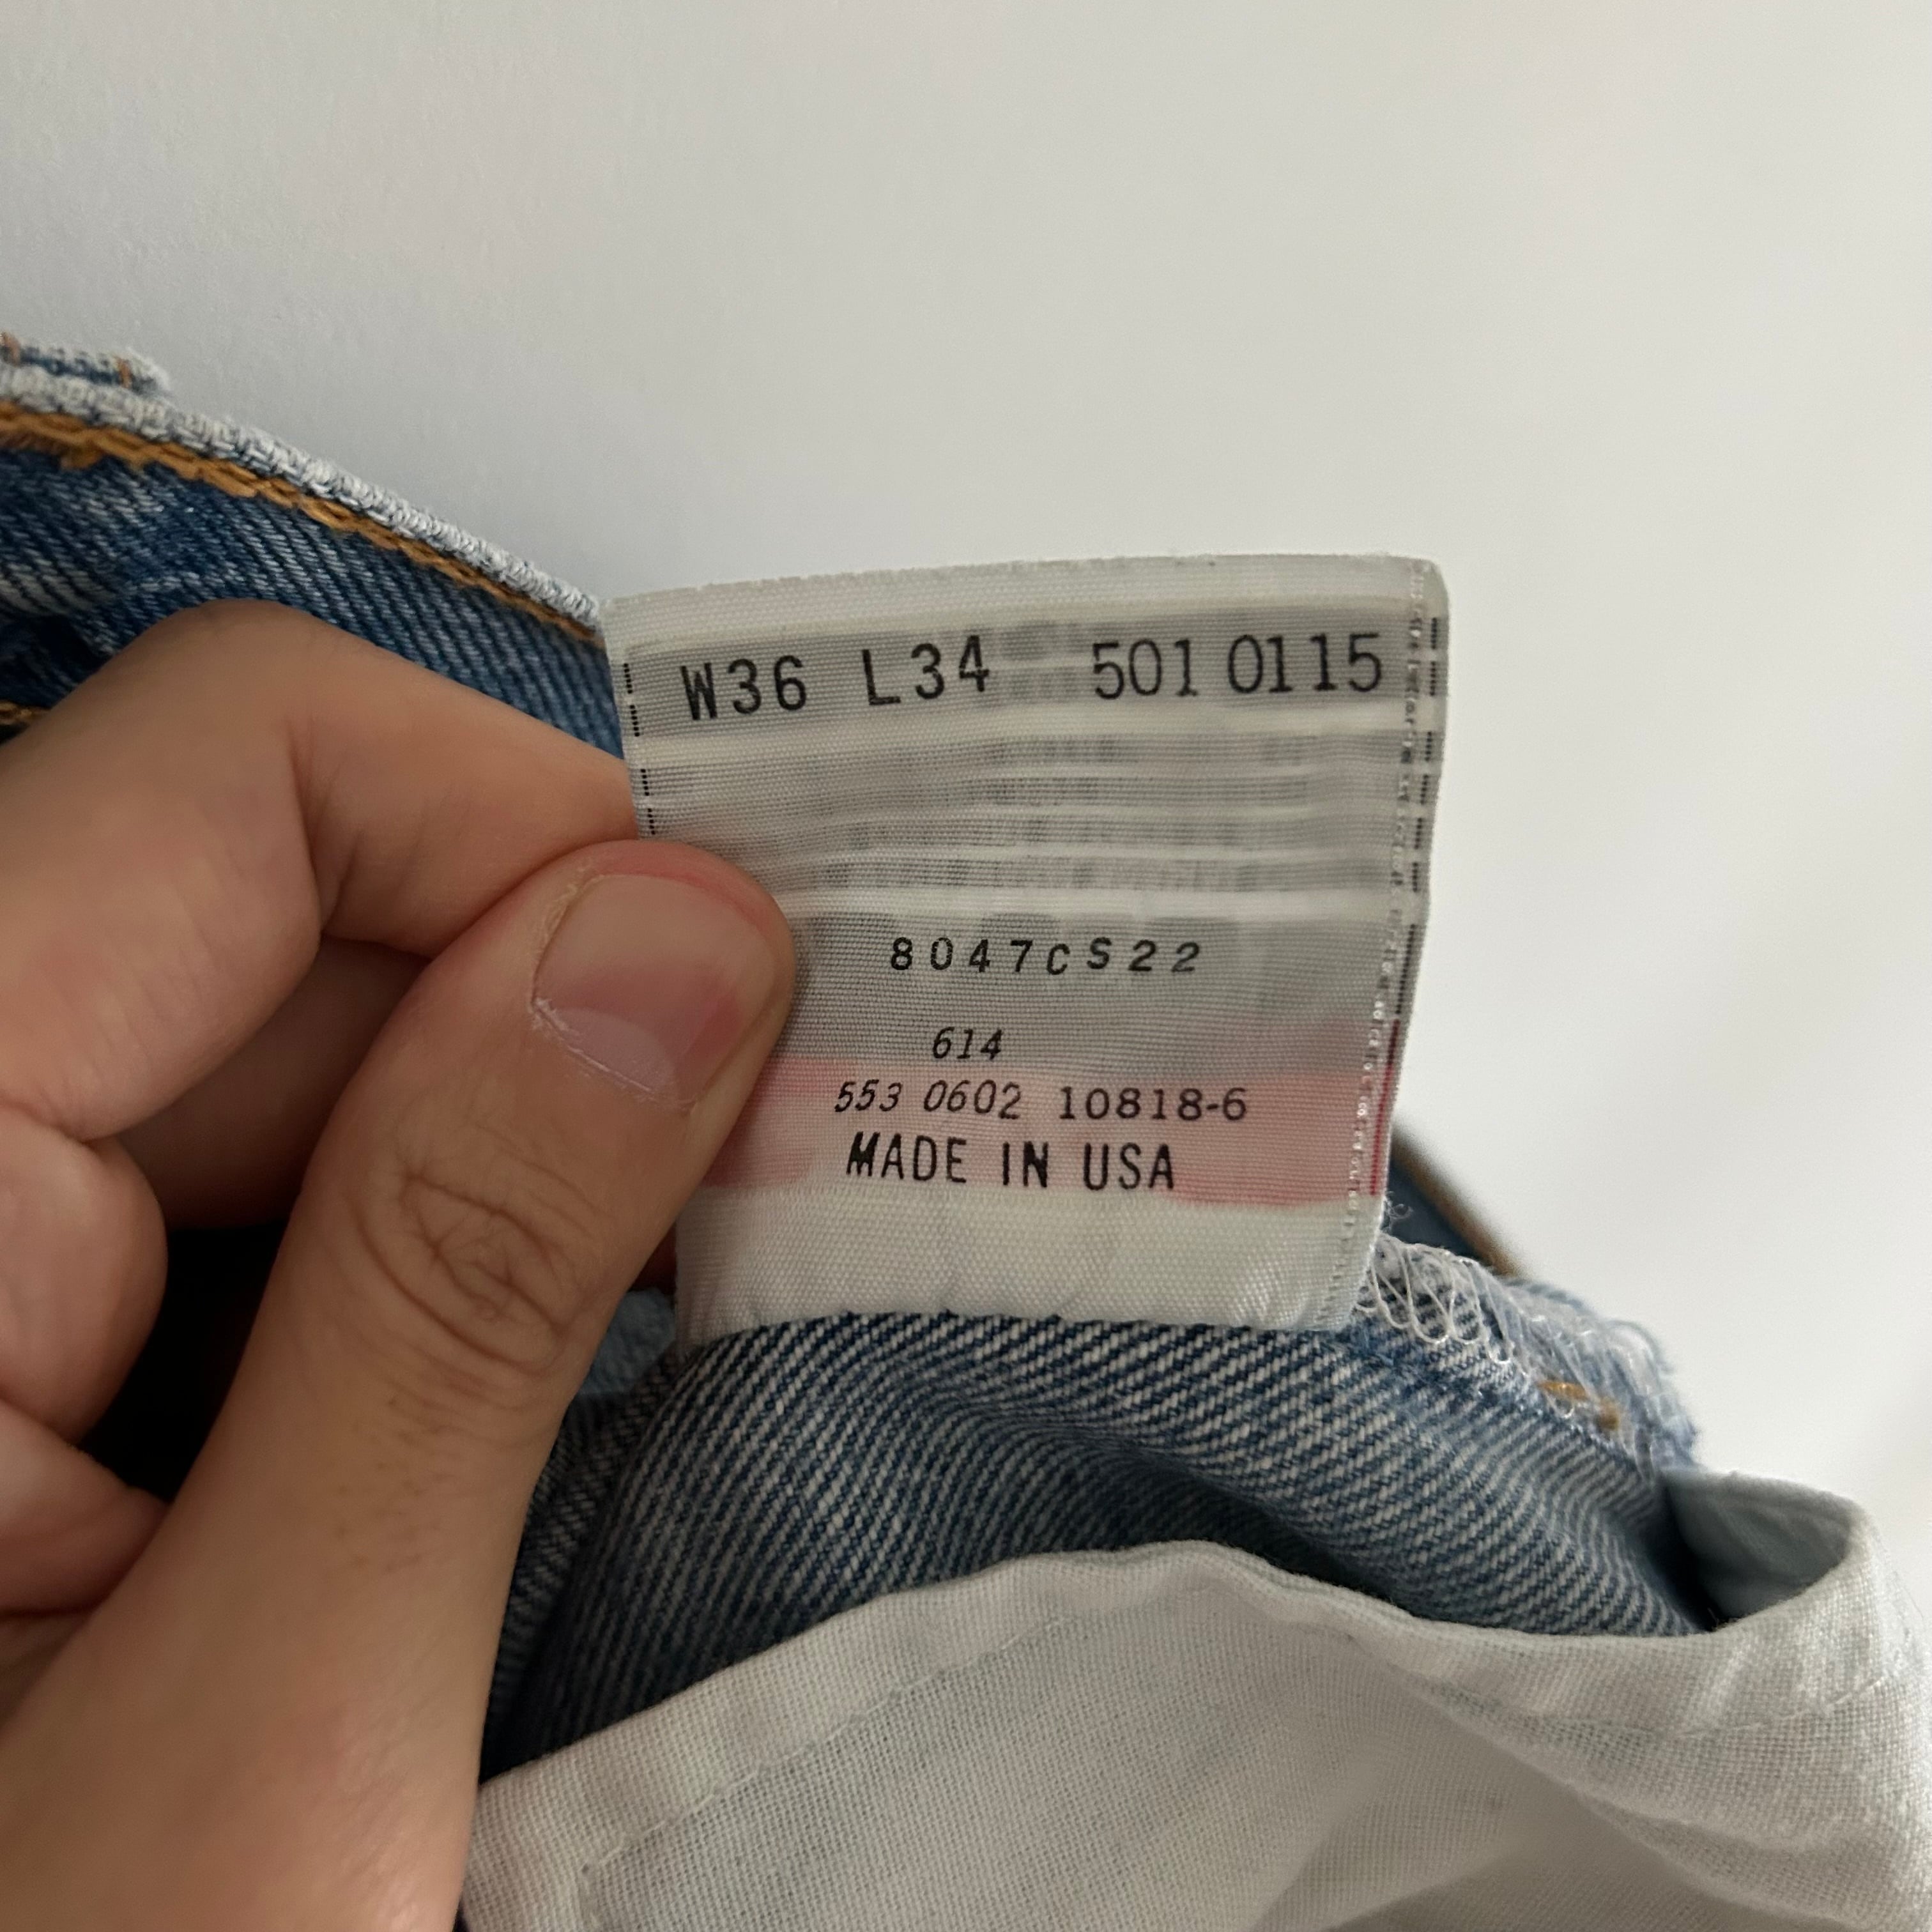 W36 L34 501 0115
8047CS22
614
553 0602 10818-6
MADE IN USA